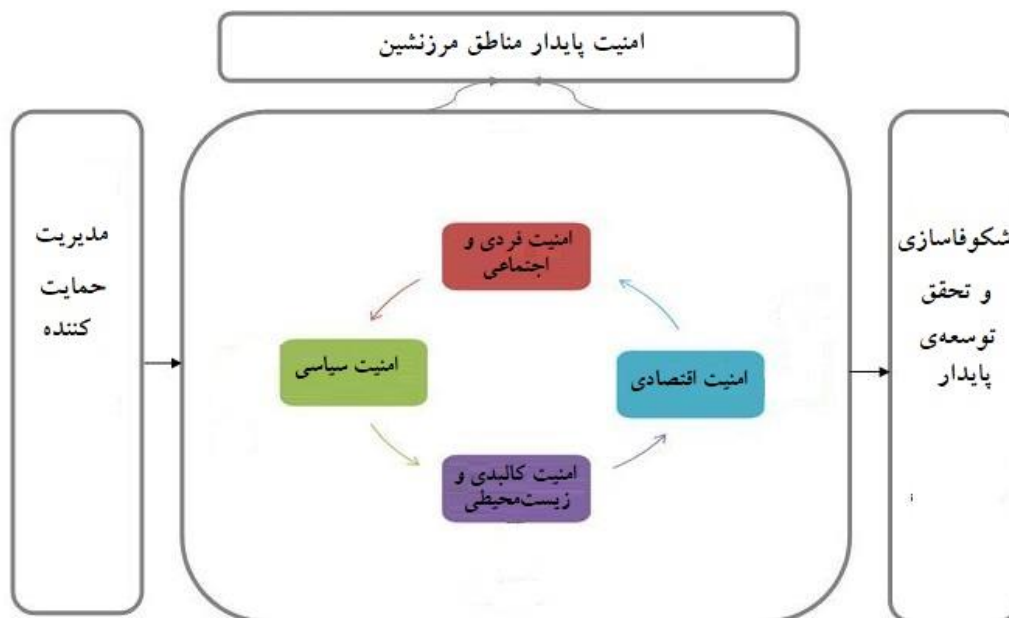 امنیت پایدار مناطق مرزنشین
شکوفاسازی
و تحقق
توسعه‌ی
پایدار
امنیت فردی و
اجتماعی
امنیت اقتصادی
امنیت سیاسی
امنیت کالبدی و
زیست‌محیطی
مدیریت
حمایت
کننده